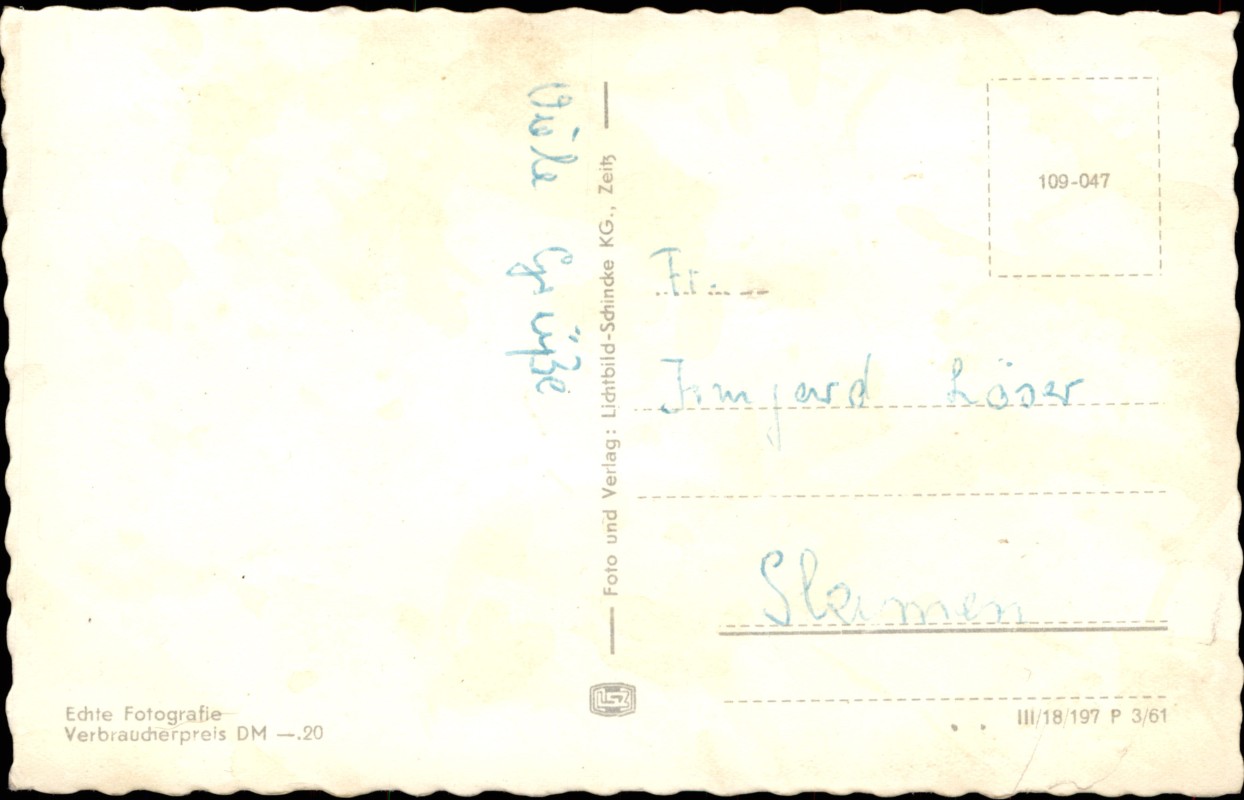 Viele Grüße
Foto und Verlag: Lichtbild-Schincke KG., Zeitz
109-047
Irmgard Löser
Slamen
Echte Fotografie
Verbraucherpreis DM —.20
III/18/197 P 3/61